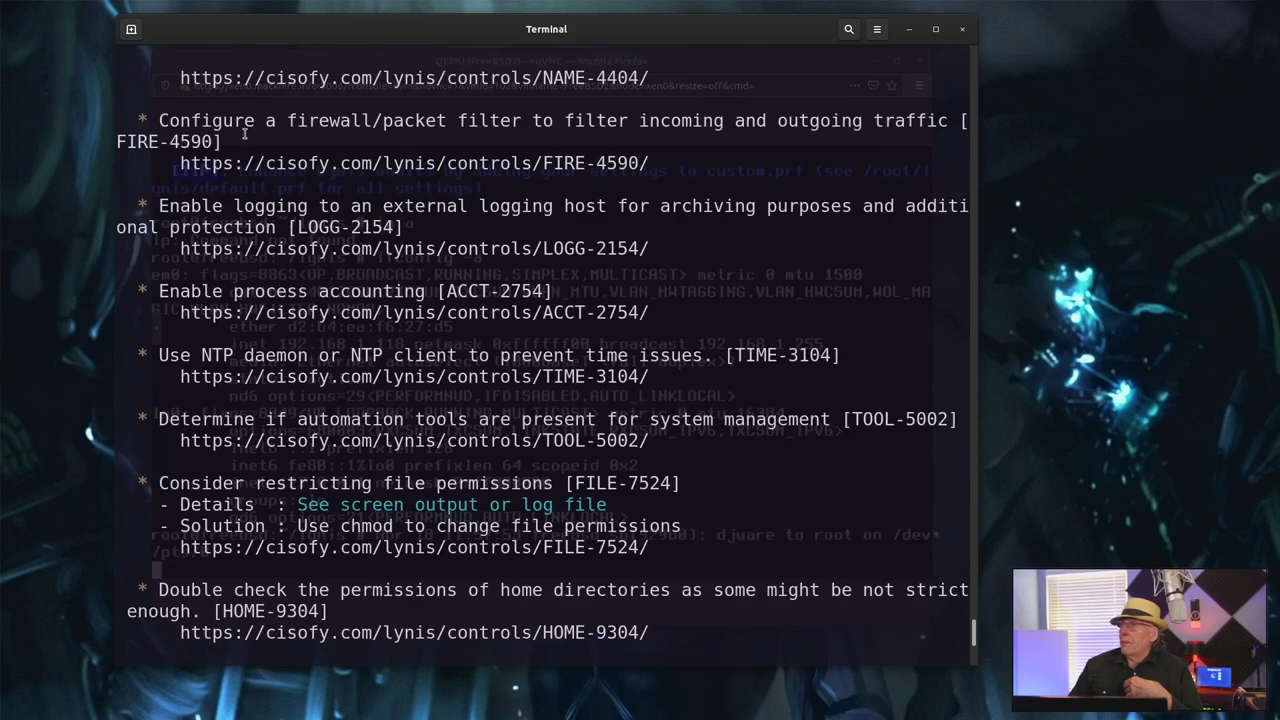 Terminal
https://cisofy.com/lynis/controls/NAME-4404/
* Configure a firewall/packet filter to filter incoming and outgoing traffic [
FIRE-4590]
https://cisofy.com/lynis/controls/FIRE-4590/
* Enable logging to an external logging host for archiving purposes and additi
onal protection [LOGG-2154]
https://cisofy.com/lynis/controls/LOGG-2154/
* Enable process accounting [ACCT-2754]
https://cisofy.com/lynis/controls/ACCT-2754/
* Use NTP daemon or NTP client to prevent time issues. [TIME-3104]
https://cisofy.com/lynis/controls/TIME-3104/
* Determine if automation tools are present for system management [TOOL-5002]
https://cisofy.com/lynis/controls/TOOL-5002/
* Consider restricting file permissions [FILE-7524]
- Details : See screen output or log file
- Solution : Use chmod to change file permissions
https://cisofy.com/lynis/controls/FILE-7524/
* Double check the permissions of home directories as some might be not strict
enough. [HOME-9304]
https://cisofy.com/lynis/controls/HOME-9304/